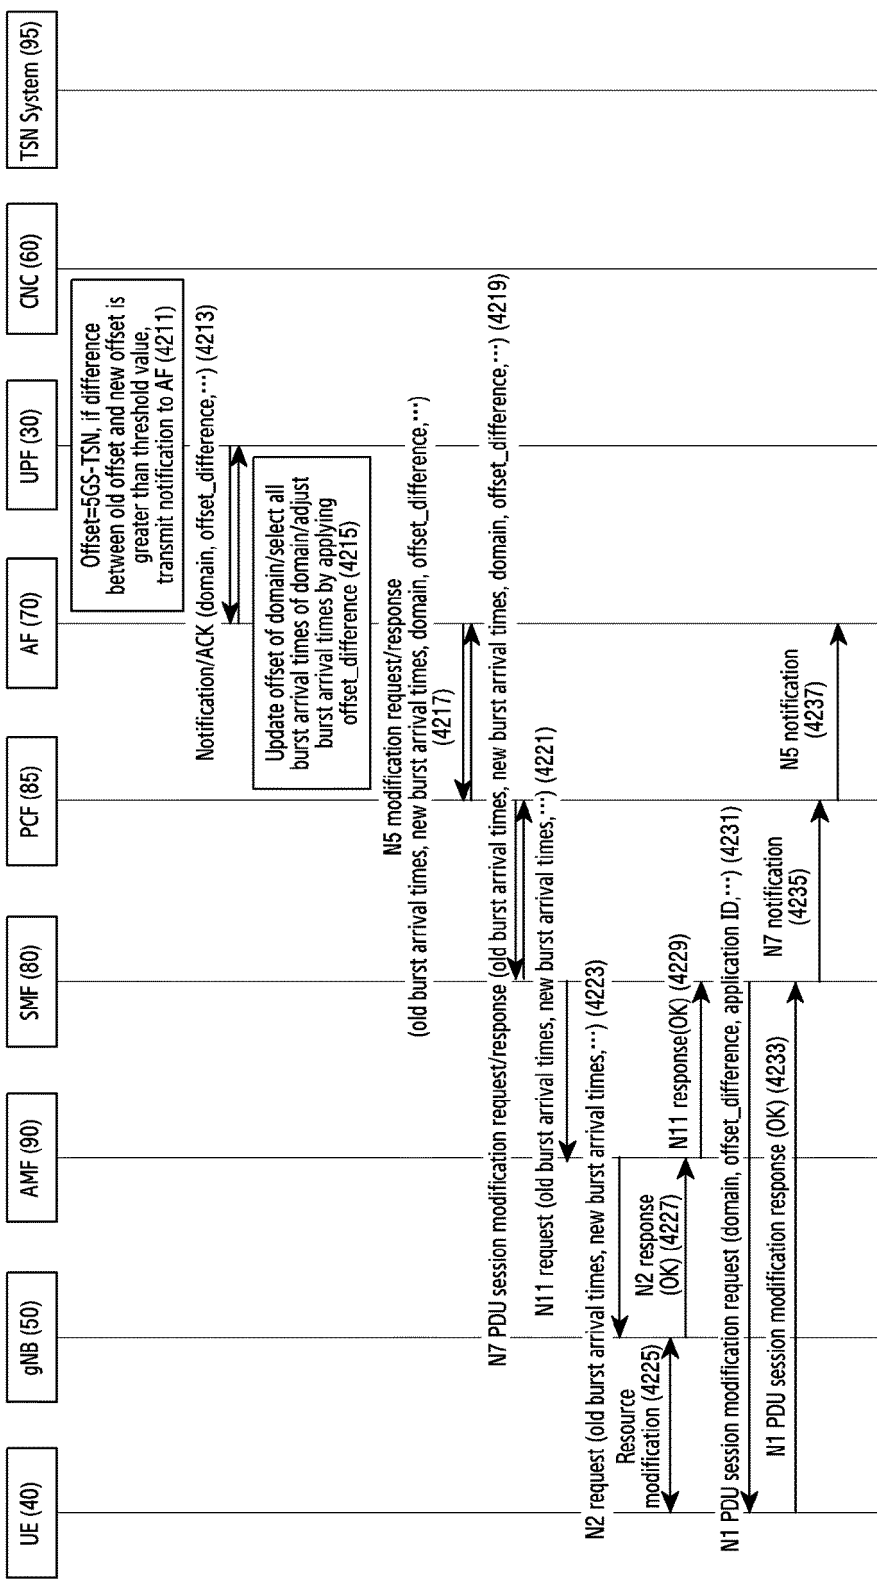 UE (40)
gNB (50)
AMF (90)
SMF (80)
PCF (85)
AF (70)
UPF (30)
CNC (60)
TSN System (95)
Offset=5GS-TSN, if difference
between old offset and new offset is
greater than threshold value,
transmit notification to AF (4211)
Notification/ACK (domain, offset_difference,⋯) (4213)
Update offset of domain/select all
burst arrival times of domain/adjust
burst arrival times by applying
offset_difference (4215)
N5 modification request/response
(old burst arrival times, new burst arrival times, domain, offset_difference,⋯)
(4217)
N7 PDU session modification request/response (old burst arrival times, new burst arrival times, domain, offset_difference,⋯) (4219)
N11 request (old burst arrival times, new burst arrival times,⋯) (4221)
N2 request (old burst arrival times, new burst arrival times,⋯) (4223)
Resource
modification (4225)
N2 response
(OK) (4227)
N11 response(OK) (4229)
N1 PDU session modification request (domain, offset_difference, application ID,⋯) (4231)
N1 PDU session modification response (OK) (4233)
N7 notification
(4235)
N5 notification
(4237)